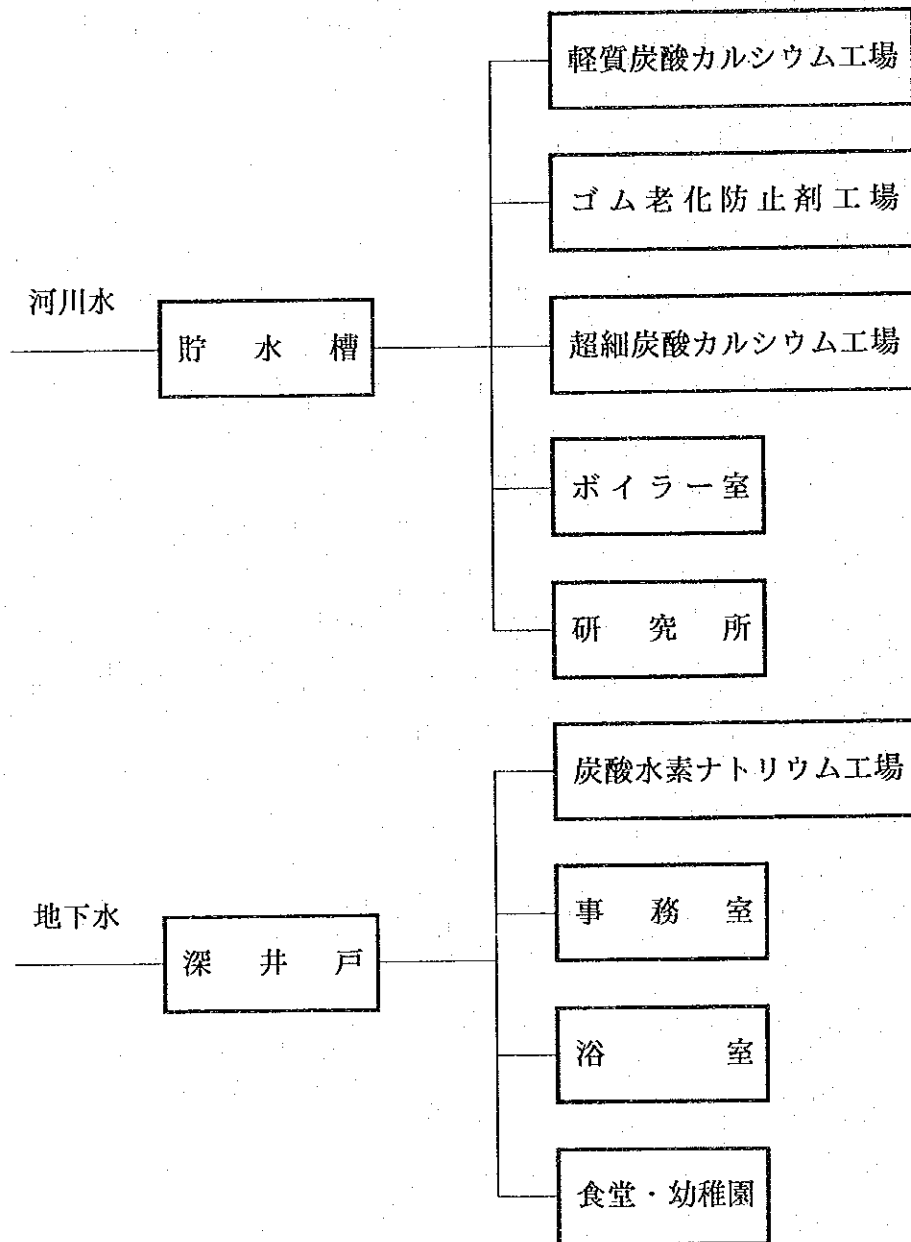 軽質炭酸カルシウム工場
ゴム老化防止剤工場
河川水
貯水槽
超細炭酸カルシウム工場
ボイラー室
研究所
炭酸水素ナトリウム工場
地下水
事務室
深井戸
浴室
食堂・幼稚園